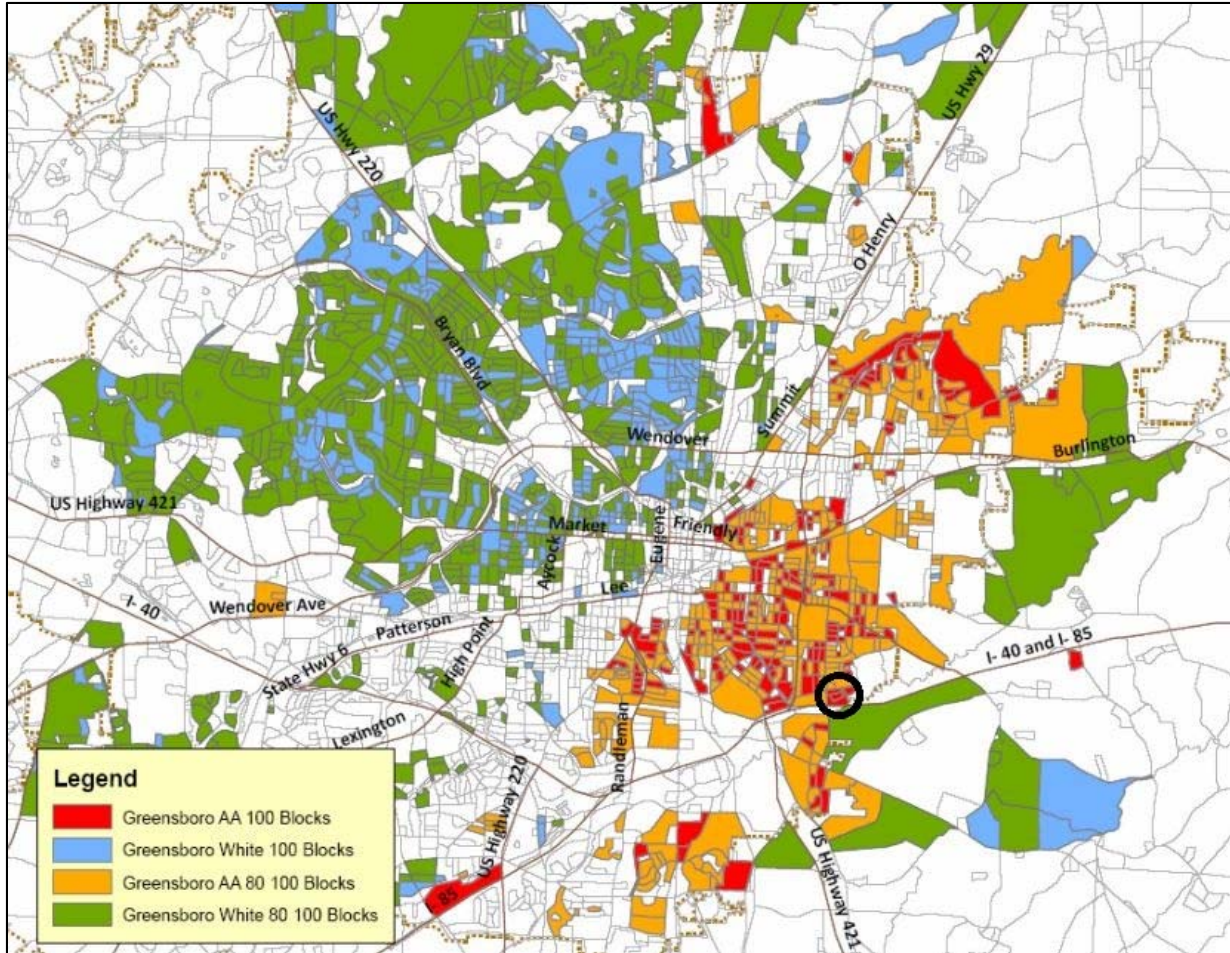 US Hwy 29
US Hwy 220
O Henry
Bryan Blvd
Summit
Wendover
Burlington
US Highway 421
Market
Friendly
Eugene
Aycock
Lee
I- 40
Wendover Ave
Patterson
High Point
State Hwy 6
I- 40 and I- 85
Randleman
Lexington
US Highway 220
US Highway 421
I- 85
Legend
Greensboro AA 100 Blocks
Greensboro White 100 Blocks
Greensboro AA 80 100 Blocks
Greensboro White 80 100 Blocks